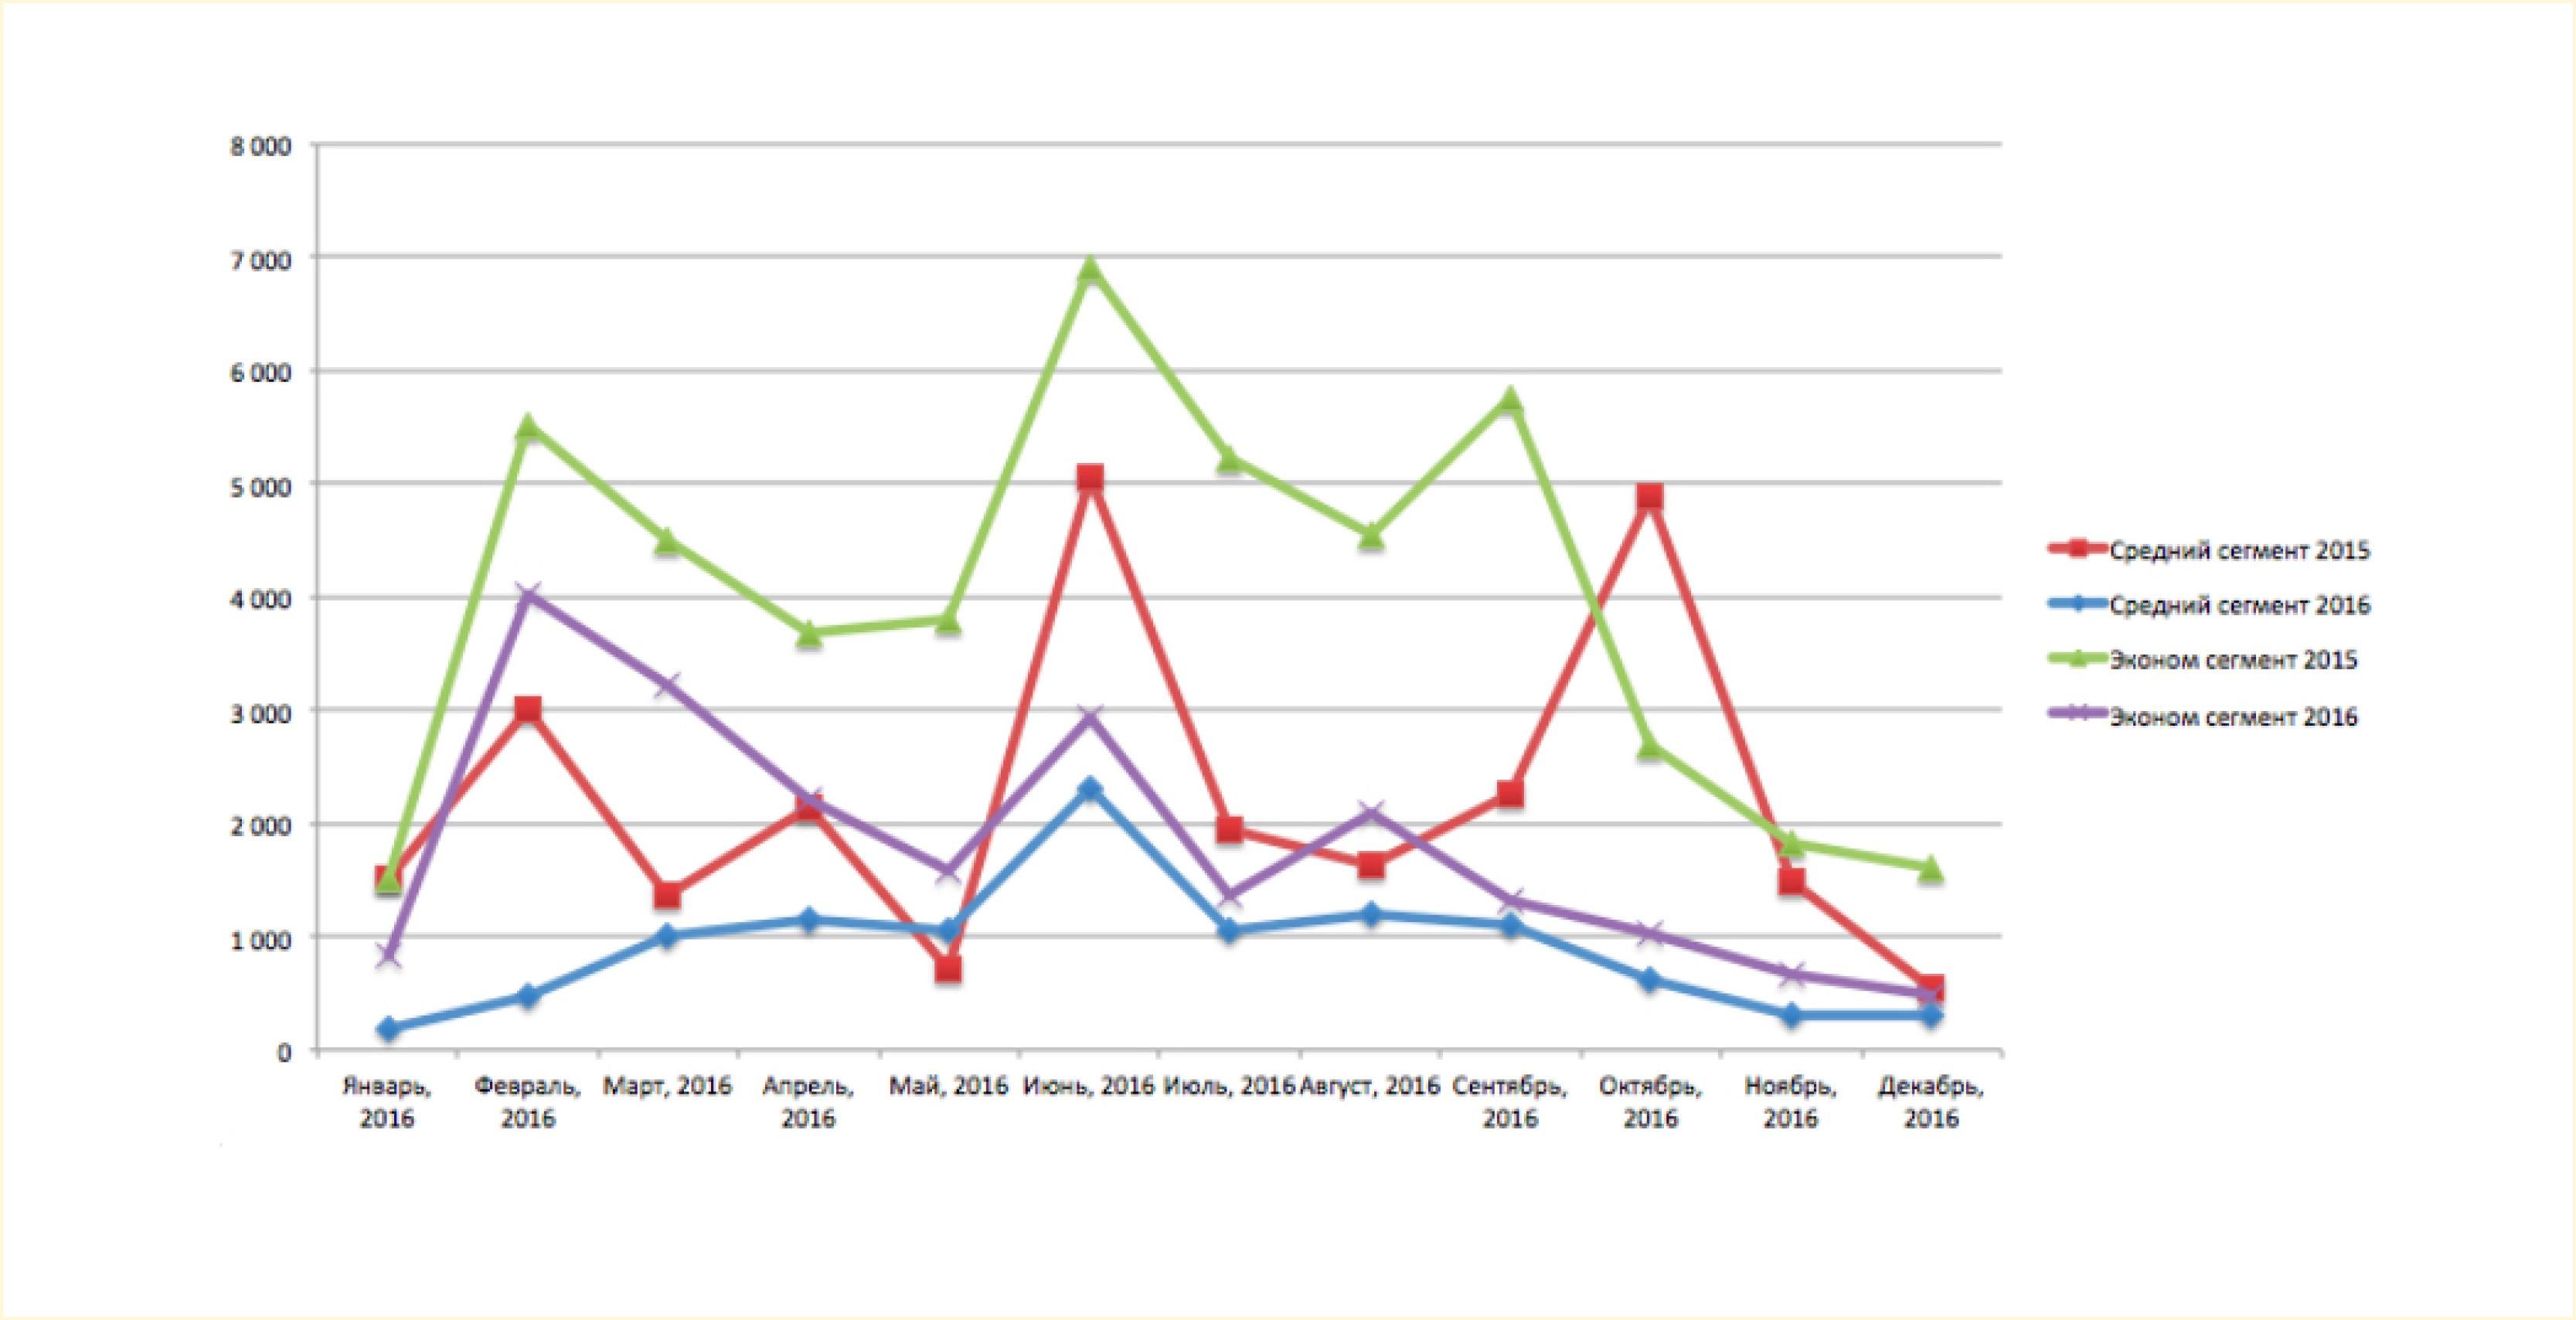 8 000
7 000
6 000
5 000
4 000
3 000
2 000
1 000
0
Январь, 2016
Февраль, 2016
Март, 2016
Апрель, 2016
Май, 2016
Июнь, 2016
Июль, 2016
Август, 2016
Сентябрь, 2016
Октябрь, 2016
Ноябрь, 2016
Декабрь, 2016
Средний сегмент 2015
Средний сегмент 2016
Эконом сегмент 2015
Эконом сегмент 2016